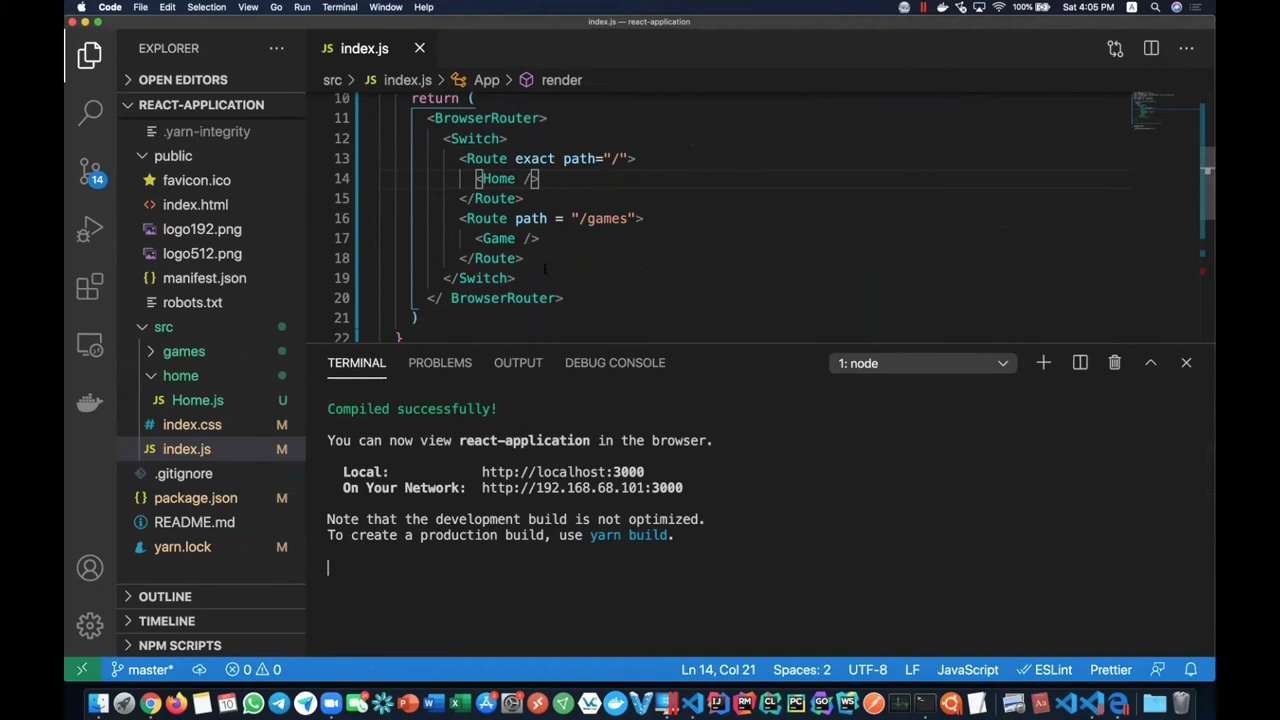 Code File Edit Selection View Go Run Terminal Window Help 100% Sat 4:05 PM A
index.js — react-application
EXPLORER
JS index.js
OPEN EDITORS
src > JS index.js > App > render
REACT-APPLICATION
.yarn-integrity
public
favicon.ico
index.html
logo192.png
logo512.png
{} manifest.json
robots.txt
src
games
home
JS Home.js U
# index.css M
JS index.js M
.gitignore
{} package.json M
README.md
yarn.lock M
OUTLINE
TIMELINE
NPM SCRIPTS
14
10 return (
11 <BrowserRouter>
12 <Switch>
13 <Route exact path="/">
14 <Home />
15 </Route>
16 <Route path = "/games">
17 <Game />
18 </Route>
19 </Switch>
20 </ BrowserRouter>
21 )
22 }
TERMINAL PROBLEMS OUTPUT DEBUG CONSOLE 1: node
Compiled successfully!
You can now view react-application in the browser.
Local: http://localhost:3000
On Your Network: http://192.168.68.101:3000
Note that the development build is not optimized.
To create a production build, use yarn build.
master* 0 0 Ln 14, Col 21 Spaces: 2 UTF-8 LF JavaScript ESLint Prettier